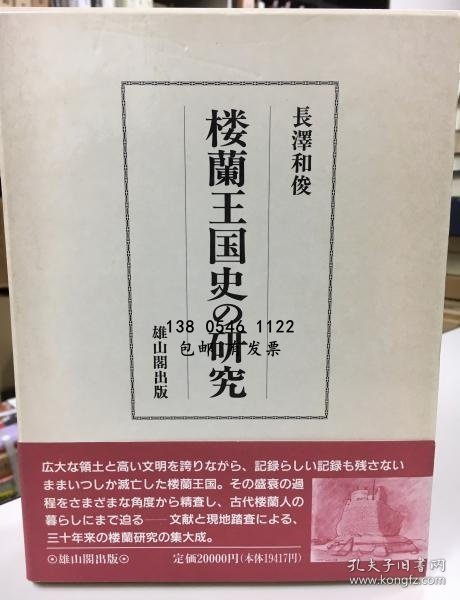 長澤和俊
楼蘭王国史の研究
雄山閣出版
138 0546 1122
包邮 有发票
広大な領土と高い文明を誇りながら、記録らしい記録も残さない
ままいつしか滅亡した楼蘭王国。その盛衰の過
程をさまざまな角度から精査し、古代楼蘭人の
暮らしにまで迫る――文献と現地踏査による、
三十年来の楼蘭研究の集大成。
◎雄山閣出版◎
定価20000円(本体19417円)
孔夫子旧书网